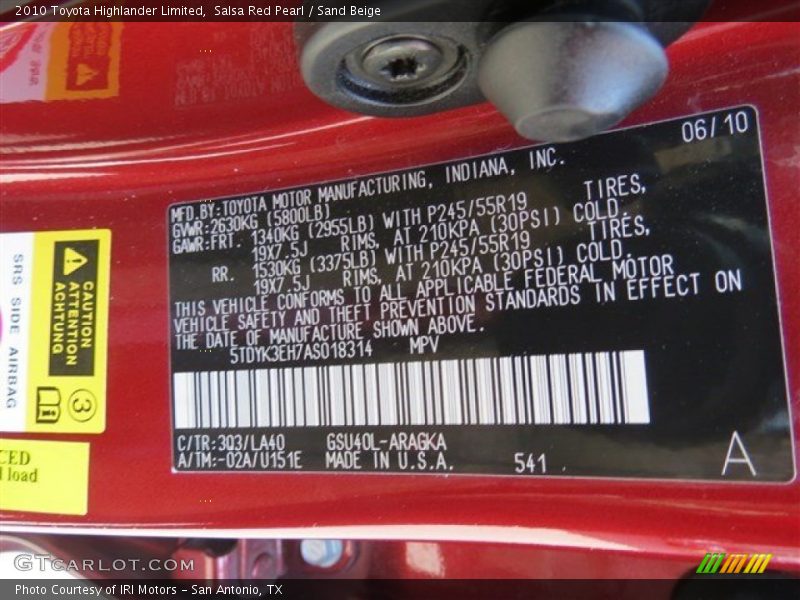 2010 Toyota Highlander Limited, Salsa Red Pearl / Sand Beige
06/10
MFD.BY:TOYOTA MOTOR MANUFACTURING, INDIANA, INC.
GVWR:2630KG (5800LB)
GAWR:FRT. 1340KG (2955LB) WITH P245/55R19 TIRES,
19X7.5J RIMS, AT 210KPA (30PSI) COLD.
RR. 1530KG (3375LB) WITH P245/55R19 TIRES,
19X7.5J RIMS, AT 210KPA (30PSI) COLD.
THIS VEHICLE CONFORMS TO ALL APPLICABLE FEDERAL MOTOR
VEHICLE SAFETY AND THEFT PREVENTION STANDARDS IN EFFECT ON
THE DATE OF MANUFACTURE SHOWN ABOVE.
5TDYK3EH7AS018314 MPV
C/TR:3Q3/LA40 GSU40L-ARAGKA
A/TM:-02A/U151E MADE IN U.S.A. 541
A
SRS SIDE AIRBAG
CAUTION
ATTENTION
ACHTUNG
3
CED
load
GTCARLOT.COM
Photo Courtesy of IRI Motors - San Antonio, TX